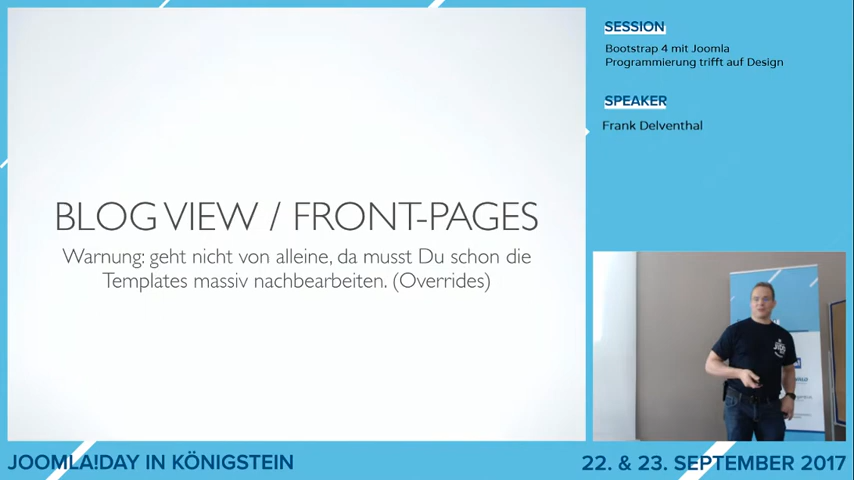 BLOG VIEW / FRONT-PAGES
Warnung: geht nicht von alleine, da musst Du schon die
Templates massiv nachbearbeiten. (Overrides)
SESSION
Bootstrap 4 mit Joomla
Programmierung trifft auf Design
SPEAKER
Frank Delventhal
JOOMLA!DAY IN KÖNIGSTEIN
22. & 23. SEPTEMBER 2017